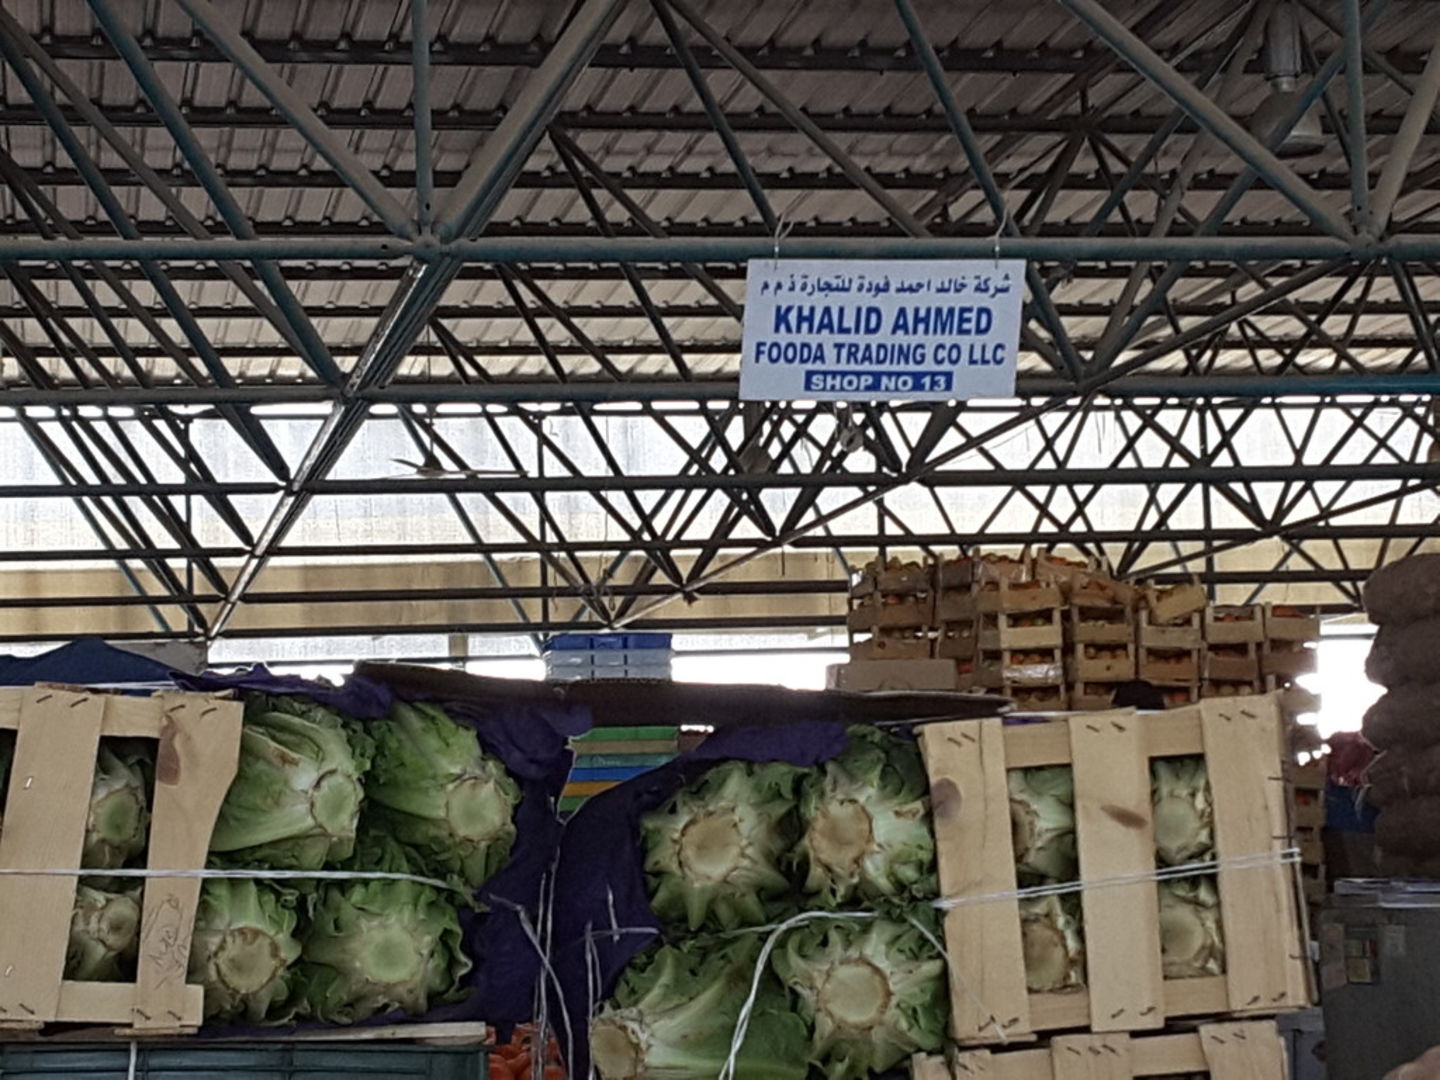 شركة خالد احمد فودة للتجارة ذ م م
KHALID AHMED
FOODA TRADING CO LLC
SHOP NO 13